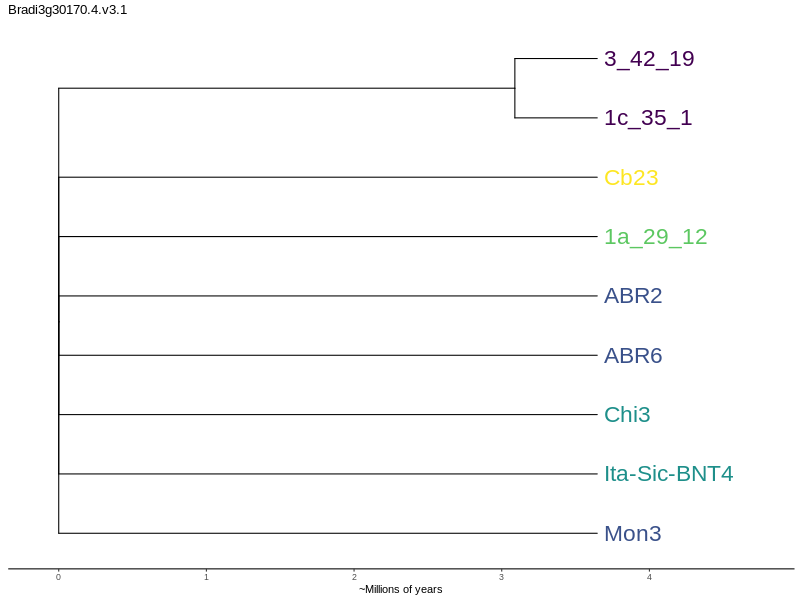 Bradi3g30170.4.v3.1
3_42_19
1c_35_1
Cb23
1a_29_12
ABR2
ABR6
Chi3
Ita-Sic-BNT4
Mon3
0 1 2 3 4
~Millions of years